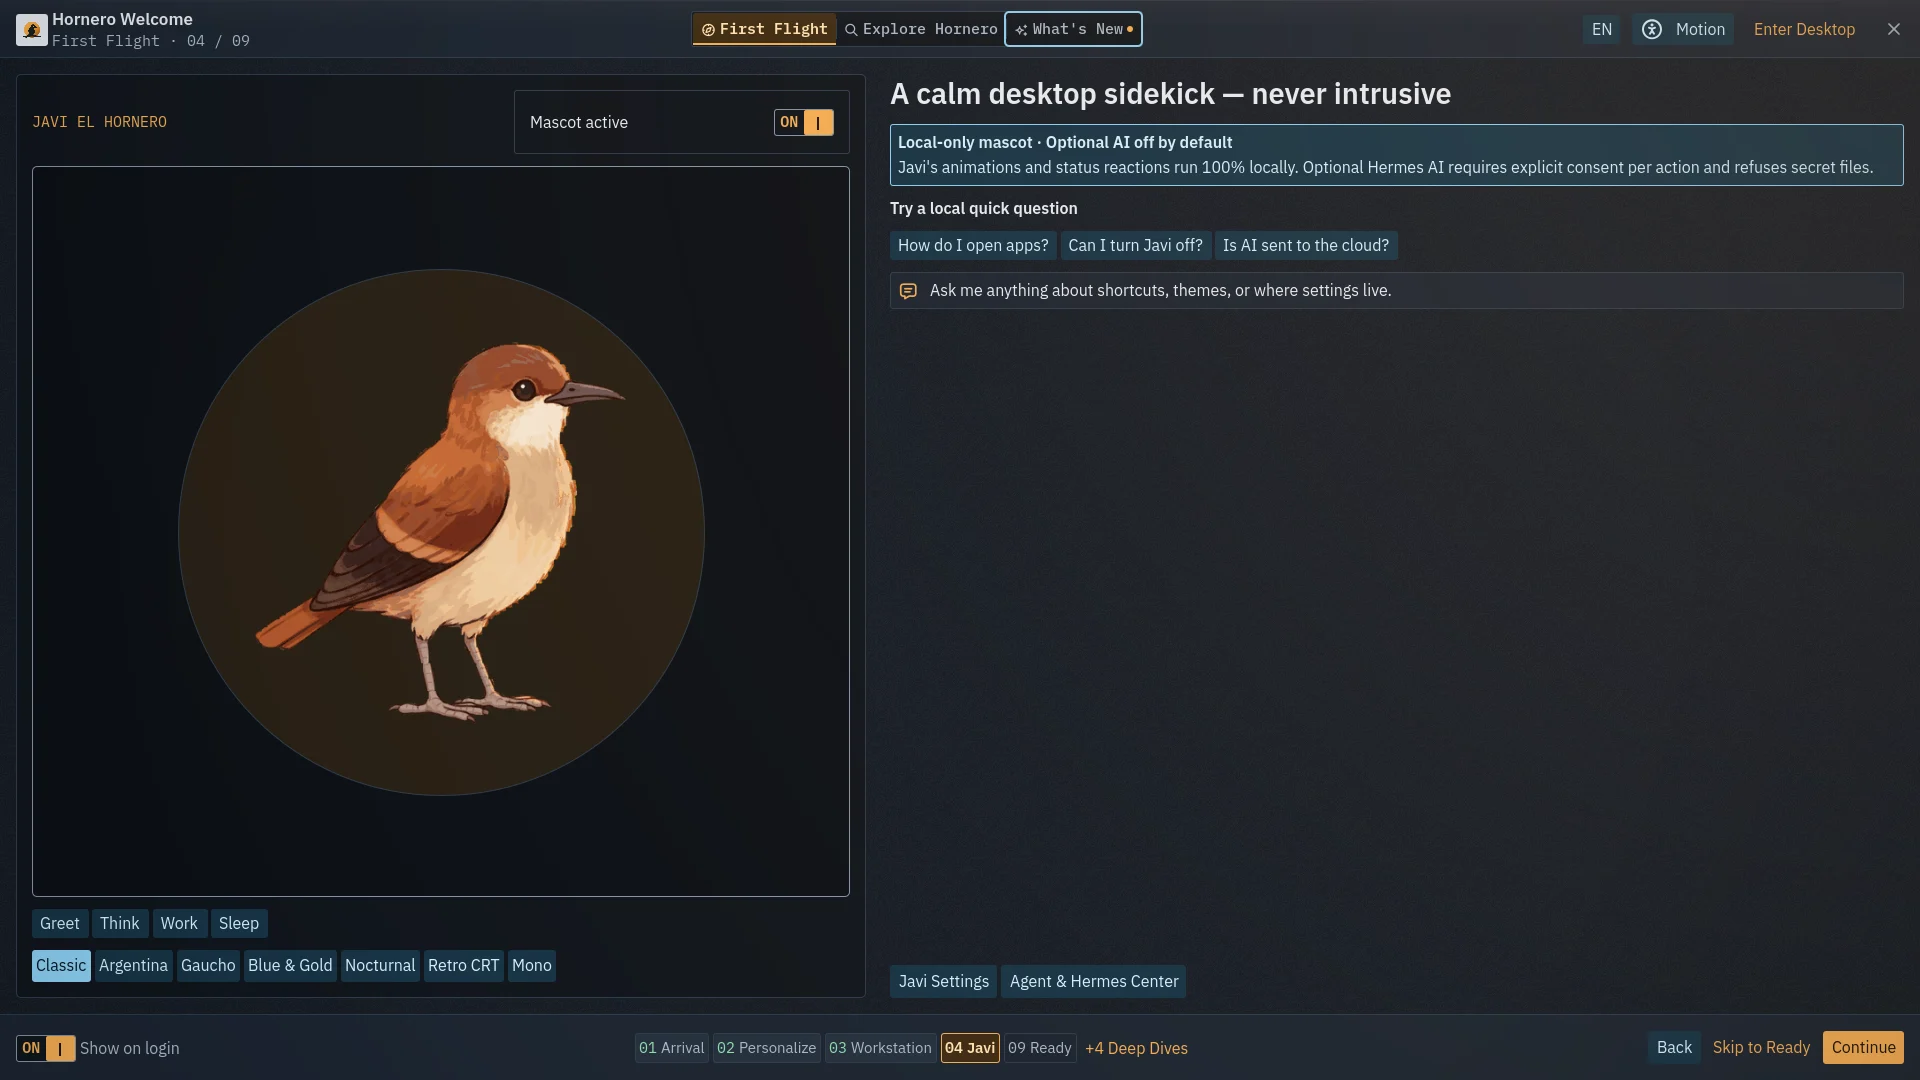 Hornero Welcome
First Flight · 04 / 09
First Flight
Explore Hornero
What's New
EN
Motion
Enter Desktop
JAVI EL HORNERO
Mascot active
ON
A calm desktop sidekick — never intrusive
Local-only mascot · Optional AI off by default
Javi's animations and status reactions run 100% locally. Optional Hermes AI requires explicit consent per action and refuses secret files.
Try a local quick question
How do I open apps?
Can I turn Javi off?
Is AI sent to the cloud?
Ask me anything about shortcuts, themes, or where settings live.
Greet
Think
Work
Sleep
Classic
Argentina
Gaucho
Blue & Gold
Nocturnal
Retro CRT
Mono
Javi Settings
Agent & Hermes Center
ON
Show on login
01 Arrival
02 Personalize
03 Workstation
04 Javi
09 Ready
+4 Deep Dives
Back
Skip to Ready
Continue